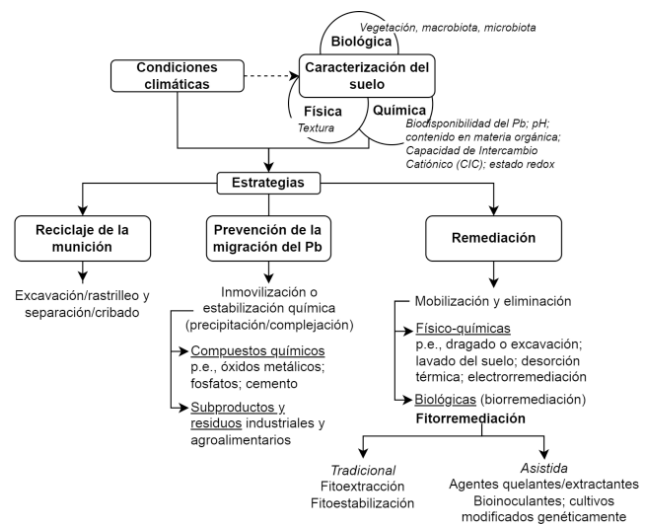 Vegetación, macrobiota, microbiota
Biológica
Condiciones
climáticas
Caracterización del
suelo
Física
Textura
Química
Biodisponibilidad del Pb; pH;
contenido en materia orgánica;
Capacidad de Intercambio
Catiónico (CIC); estado redox
Estrategias
Reciclaje de la
munición
Prevención de la
migración del Pb
Remediación
Excavación/rastrilleo y
separación/cribado
Inmovilización o
estabilización química
(precipitación/complejación)
Compuestos químicos
p.e., óxidos metálicos;
fosfatos; cemento
Subproductos y
residuos industriales y
agroalimentarios
Mobilización y eliminación
Físico-químicas
p.e., dragado o excavación;
lavado del suelo; desorción
térmica; electrorremediación
Biológicas (biorremediación)
Fitorremediación
Tradicional
Fitoextracción
Fitoestabilización
Asistida
Agentes quelantes/extractantes
Bioinoculantes; cultivos
modificados genéticamente